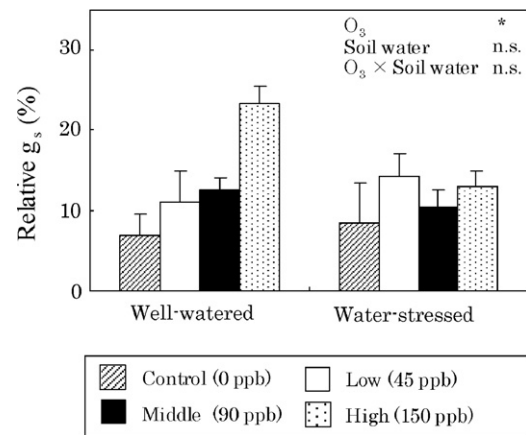 O₃ *
Soil water n.s.
O₃ × Soil water n.s.
Relative gₛ (%)
30
20
10
0
Well-watered Water-stressed
Control (0 ppb) Low (45 ppb)
Middle (90 ppb) High (150 ppb)